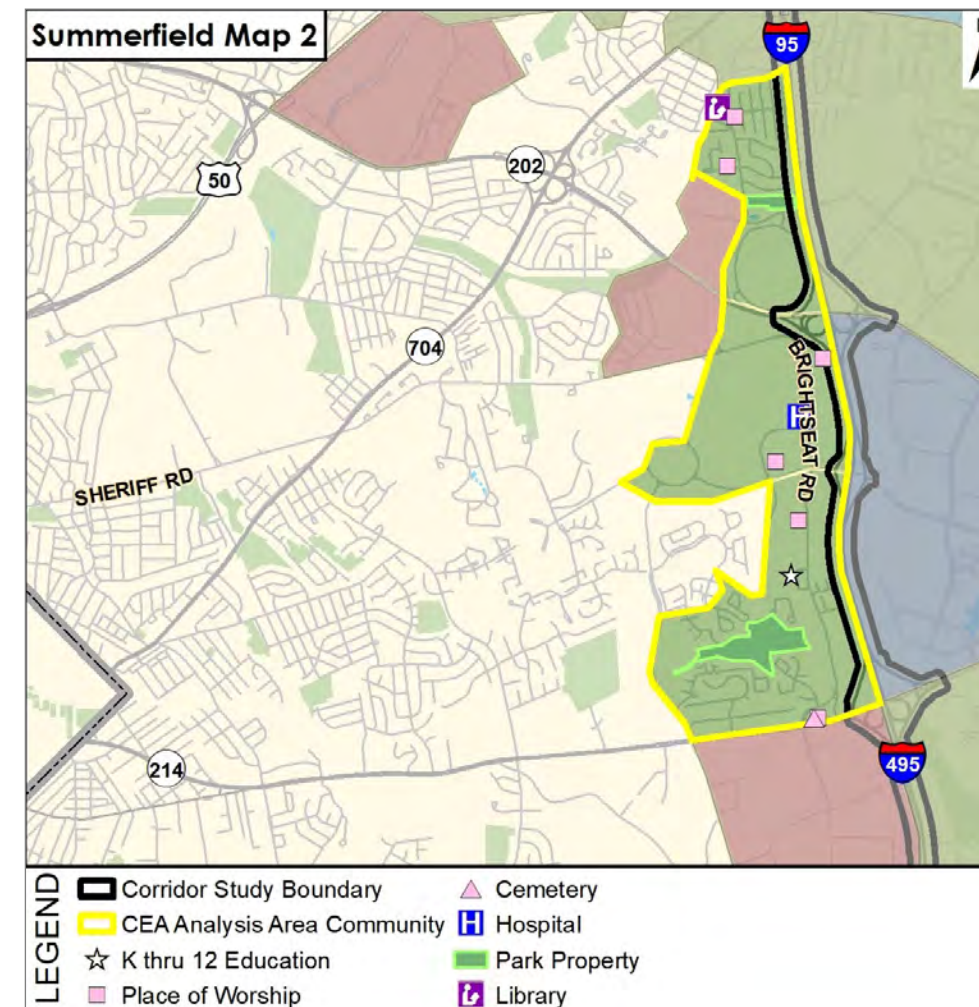 Summerfield Map 2
95
202
50
704
BRIGHTSEAT RD
H
SHERIFF RD
214
495
LEGEND
Corridor Study Boundary
CEA Analysis Area Community
K thru 12 Education
Place of Worship
Cemetery
H Hospital
Park Property
Library